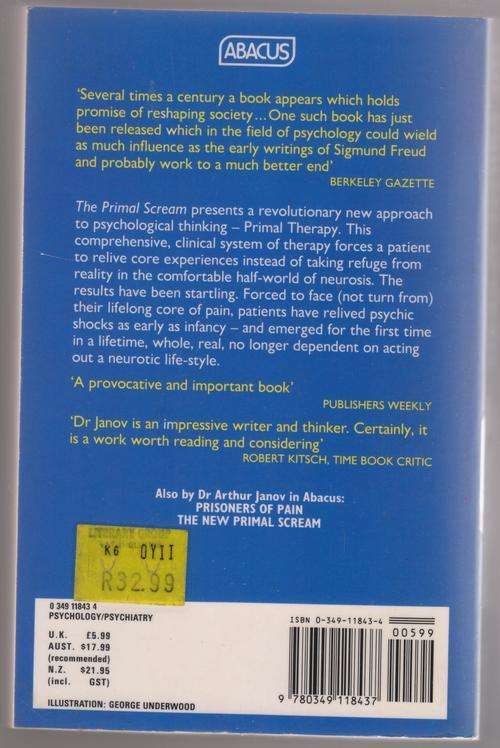 ABACUS
'Several times a century a book appears which holds
promise of reshaping society...One such book has just
been released which in the field of psychology could wield
as much influence as the early writings of Sigmund Freud
and probably work to a much better end'
BERKELEY GAZETTE
The Primal Scream presents a revolutionary new approach
to psychological thinking – Primal Therapy. This
comprehensive, clinical system of therapy forces a patient
to relive core experiences instead of taking refuge from
reality in the comfortable half-world of neurosis. The
results have been startling. Forced to face (not turn from)
their lifelong core of pain, patients have relived psychic
shocks as early as infancy – and emerged for the first time
in a lifetime, whole, real, no longer dependent on acting
out a neurotic life-style.
'A provocative and important book'
PUBLISHERS WEEKLY
'Dr Janov is an impressive writer and thinker. Certainly, it
is a work worth reading and considering'
ROBERT KITSCH, TIME BOOK CRITIC
Also by Dr Arthur Janov in Abacus:
PRISONERS OF PAIN
THE NEW PRIMAL SCREAM
K6 OYII
R32.99
0 349 11843 4
PSYCHOLOGY/PSYCHIATRY
U.K. £5.99
AUST. $17.99
(recommended)
N.Z. $21.95
(incl. GST)
ILLUSTRATION: GEORGE UNDERWOOD
ISBN 0-349-11843-4
00599
9 780349 118437